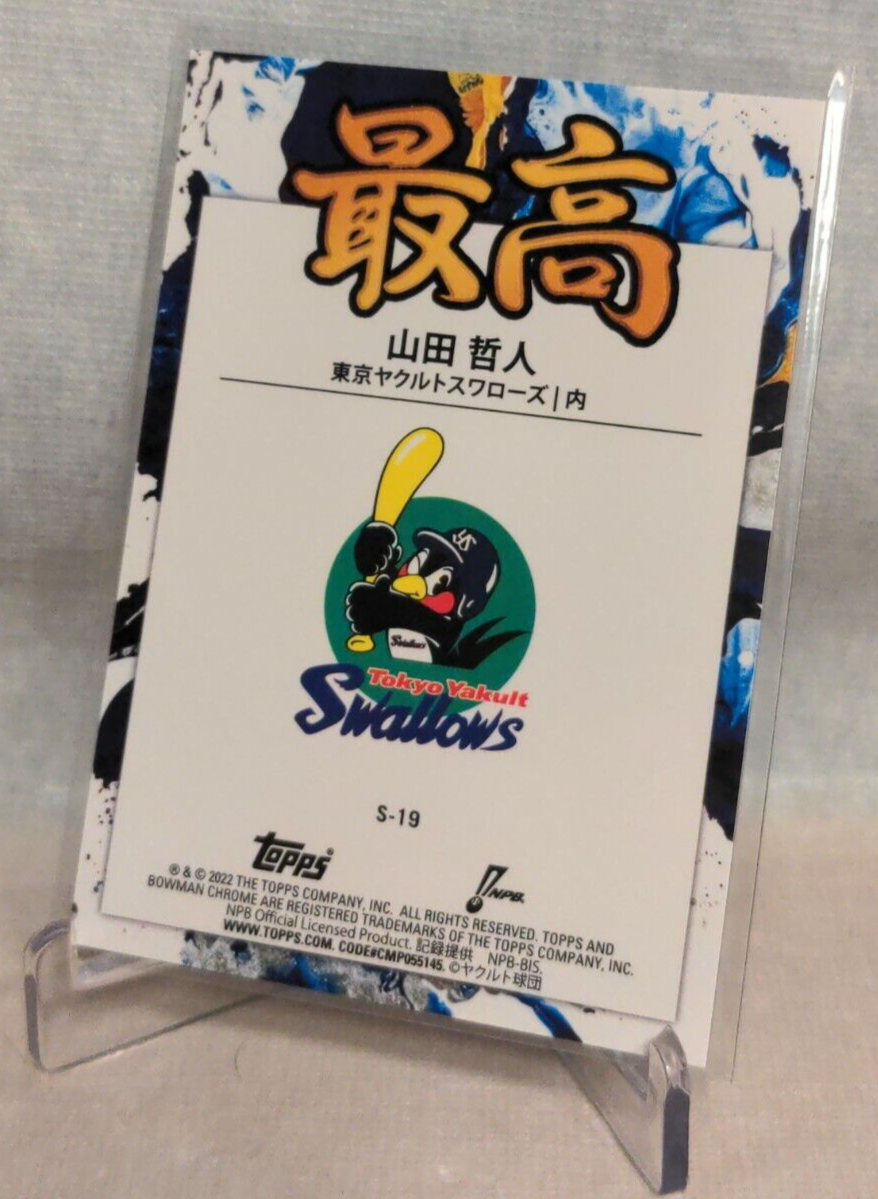 最高
山田 哲人
東京ヤクルトスワローズ | 内
YS
Swallows
Tokyo Yakult
Swallows
S-19
topps®
NPB.
® & © 2022 THE TOPPS COMPANY, INC. ALL RIGHTS RESERVED. TOPPS AND
BOWMAN CHROME ARE REGISTERED TRADEMARKS OF THE TOPPS COMPANY, INC.
NPB Official Licensed Product. 記録提供 NPB-BIS.
WWW.TOPPS.COM. CODE#CMP055145. ©ヤクルト球団